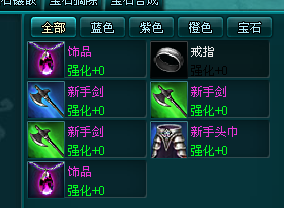 石镶嵌 宝石摘除 宝石合成
全部 蓝色 紫色 橙色 宝石
饰品 戒指
强化+0 强化+0
新手剑 新手剑
强化+0 强化+0
新手剑 新手头巾
强化+0 强化+0
饰品
强化+0